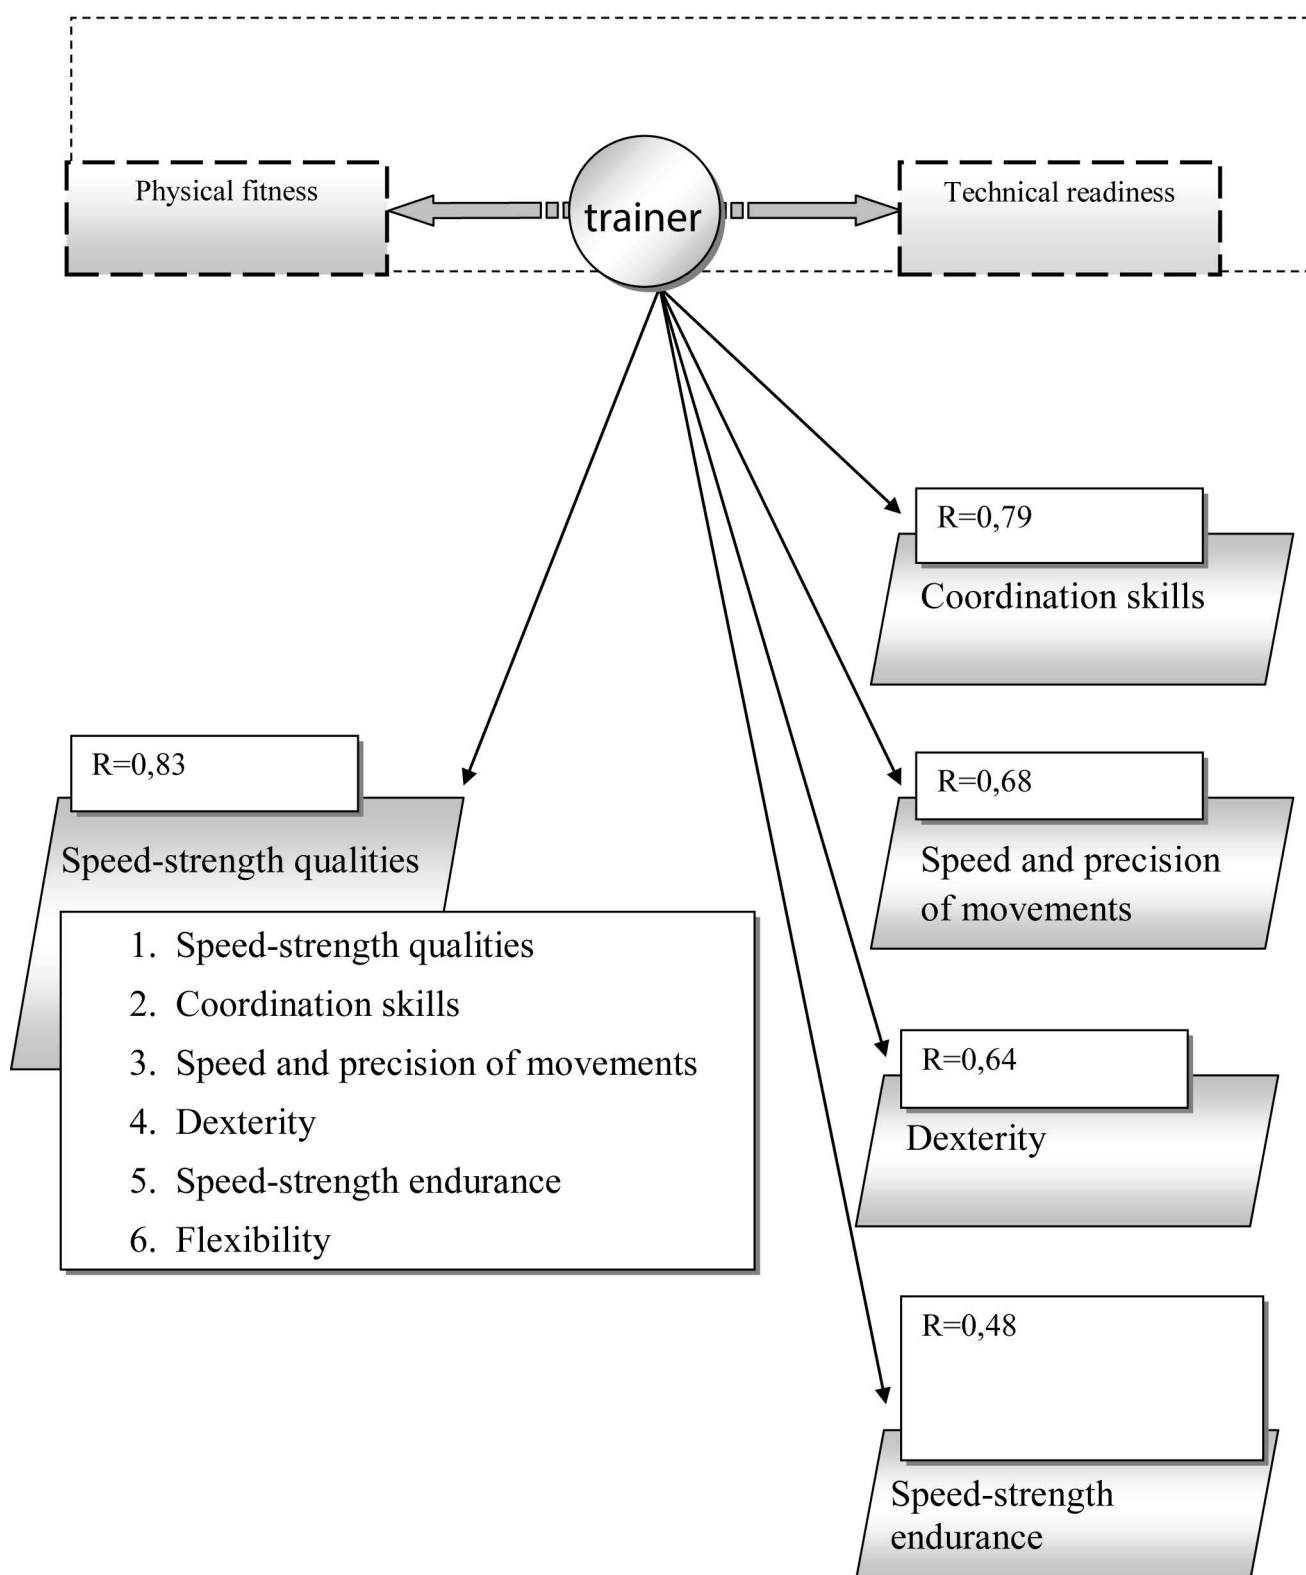 Physical fitness
trainer
Technical readiness
R=0,79
Coordination skills
R=0,83
Speed-strength qualities
R=0,68
Speed and precision
of movements
1. Speed-strength qualities
2. Coordination skills
3. Speed and precision of movements
4. Dexterity
5. Speed-strength endurance
6. Flexibility
R=0,64
Dexterity
R=0,48
Speed-strength
endurance